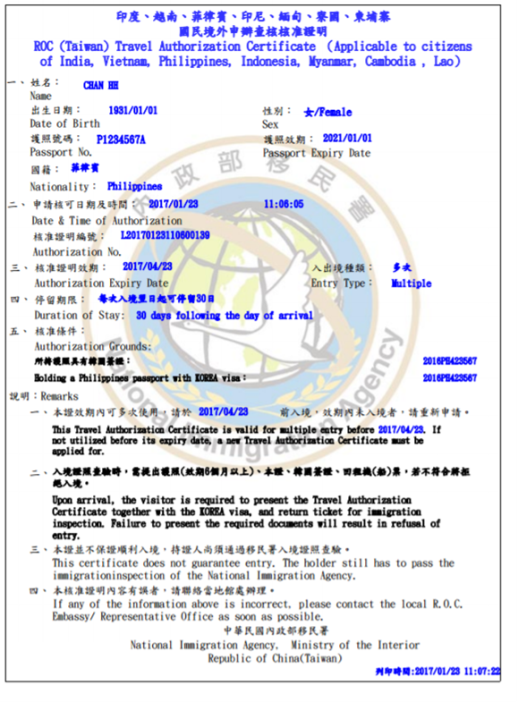 印度、越南、菲律賓、印尼、緬甸、寮國、柬埔寨
國民境外申辦查核核准證明
ROC (Taiwan) Travel Authorization Certificate (Applicable to citizens
of India, Vietnam, Philippines, Indonesia, Myanmar, Cambodia , Lao)
一、 姓名： CHAN HH
Name
出生日期： 1931/01/01 性別： 女/Female
Date of Birth Sex
護照號碼： P1234567A 護照效期： 2021/01/01
Passport No. Passport Expiry Date
國籍： 菲律賓
Nationality： Philippines
二、 申請核可日期及時間： 2017/01/23 11:06:05
Date & Time of Authorization
核准證明編號： L20170123110600139
Authorization No.
三、 核准證明效期： 2017/04/23 入出境種類： 多次
Authorization Expiry Date Entry Type： Multiple
四、 停留期限： 每次入境翌日起可停留30日
Duration of Stay: 30 days following the day of arrival
五、 核准條件：
Authorization Grounds:
所持護照具有韓國簽證： 2016PH423567
Holding a Philippines passport with KOREA visa： 2016PH423567
說明：Remarks
一、本證效期內可多次使用，請於 2017/04/23 前入境，效期內未入境者，請重新申請。
This Travel Authorization Certificate is valid for multiple entry before 2017/04/23. If
not utilized before its expiry date, a new Travel Authorization Certificate must be
applied for.
二、入境證照查驗時，需提出護照(效期6個月以上)、本證、韓國簽證、回程機(船)票，若不符合將拒
絕入境。
Upon arrival, the visitor is required to present the Travel Authorization
Certificate together with the KOREA visa, and return ticket for immigration
inspection. Failure to present the required documents will result in refusal of
entry.
三、本證並不保證順利入境，持證人尚須通過移民署入境證照查驗。
This certificate does not guarantee entry. The holder still has to pass the
immigrationinspection of the National Immigration Agency.
四、本核准證明內容有誤者，請聯絡當地館處辦理。
If any of the information above is incorrect, please contact the local R.O.C.
Embassy/ Representative Office as soon as possible.
中華民國內政部移民署
National Immigration Agency, Ministry of the Interior
Republic of China(Taiwan)
列印時間:2017/01/23 11:07:22
內政部移民署
National Immigration Agency